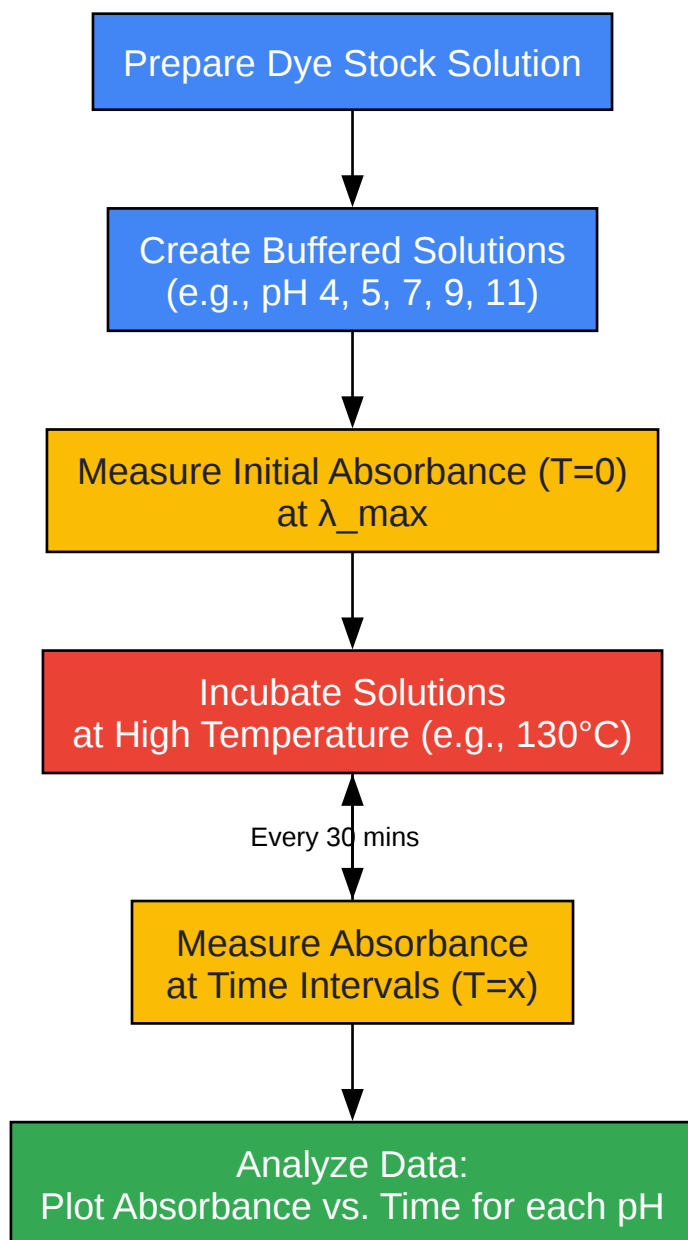 Prepare Dye Stock Solution
Create Buffered Solutions
(e.g., pH 4, 5, 7, 9, 11)
Measure Initial Absorbance (T=0)
at λ_max
Incubate Solutions
at High Temperature (e.g., 130°C)
Every 30 mins
Measure Absorbance
at Time Intervals (T=x)
Analyze Data:
Plot Absorbance vs. Time for each pH